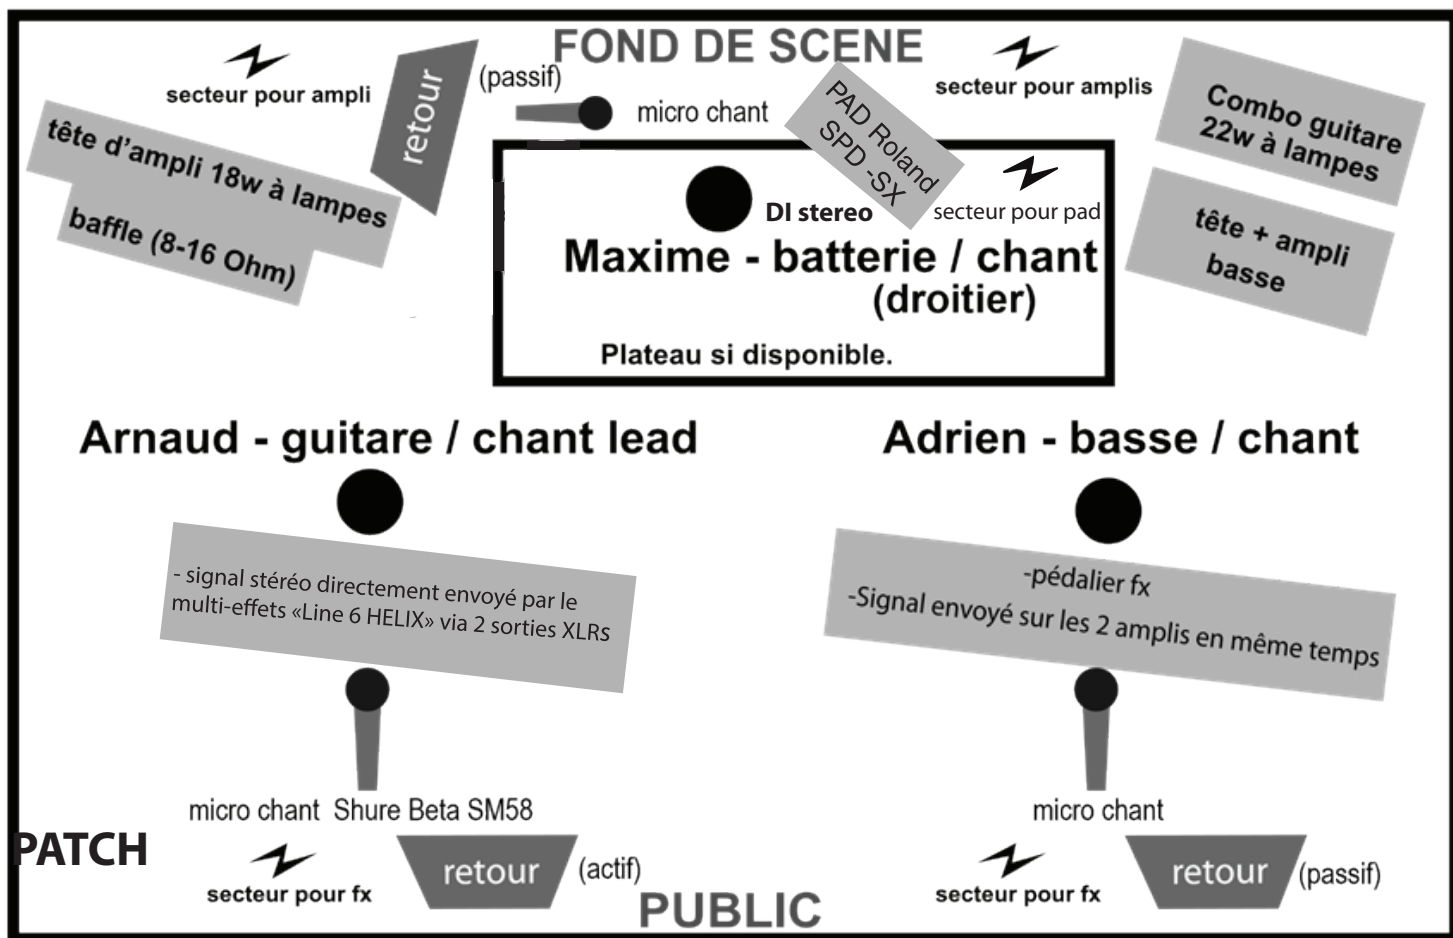 FOND DE SCENE
secteur pour ampli
retour
(passif)
micro chant
PAD Roland
SPD -SX
secteur pour amplis
Combo guitare
22w à lampes
tête d'ampli 18w à lampes
baffle (8-16 Ohm)
DI stereo
secteur pour pad
tête + ampli
basse
Maxime - batterie / chant
(droitier)
Plateau si disponible.
Arnaud - guitare / chant lead
Adrien - basse / chant
- signal stéréo directement envoyé par le
multi-effets «Line 6 HELIX» via 2 sorties XLRs
-pédalier fx
-Signal envoyé sur les 2 amplis en même temps
micro chant Shure Beta SM58
micro chant
PATCH
secteur pour fx
retour
(actif)
secteur pour fx
retour
(passif)
PUBLIC